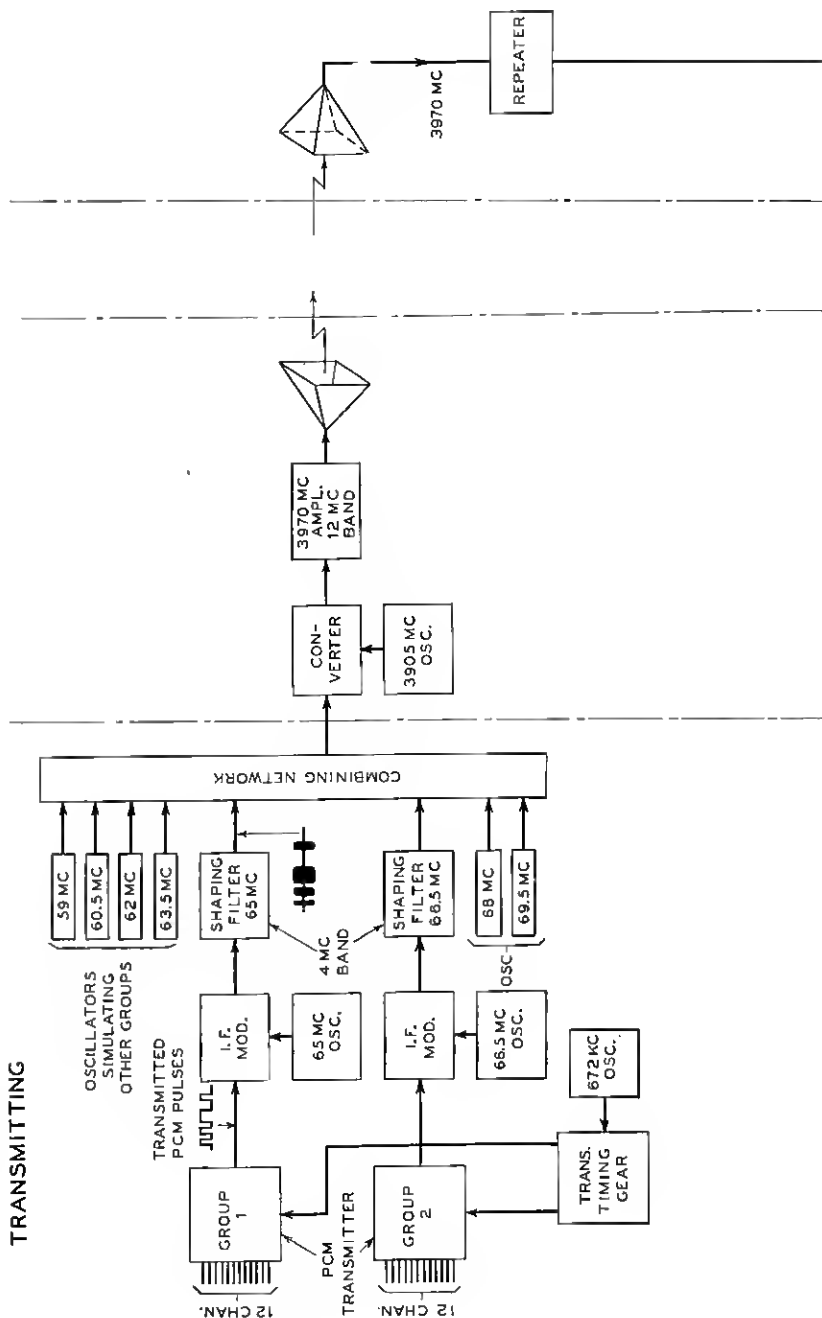 TRANSMITTING
OSCILLATORS
SIMULATING
OTHER GROUPS
59 MC
60.5 MC
62 MC
63.5 MC
TRANSMITTED
PCM PULSES
12 CHAN.
GROUP
1
I.F.
MOD.
SHAPING
FILTER
65 MC
65 MC
OSC.
4 MC
BAND
PCM
TRANSMITTER
12 CHAN.
GROUP
2
I.F.
MOD.
SHAPING
FILTER
66.5 MC
66.5 MC
OSC.
OSC
68 MC
69.5 MC
TRANS.
TIMING
GEAR
672 KC
OSC.
COMBINING NETWORK
CON-
VERTER
3905 MC
OSC.
3970 MC
AMPL.
12 MC
BAND
3970 MC
REPEATER